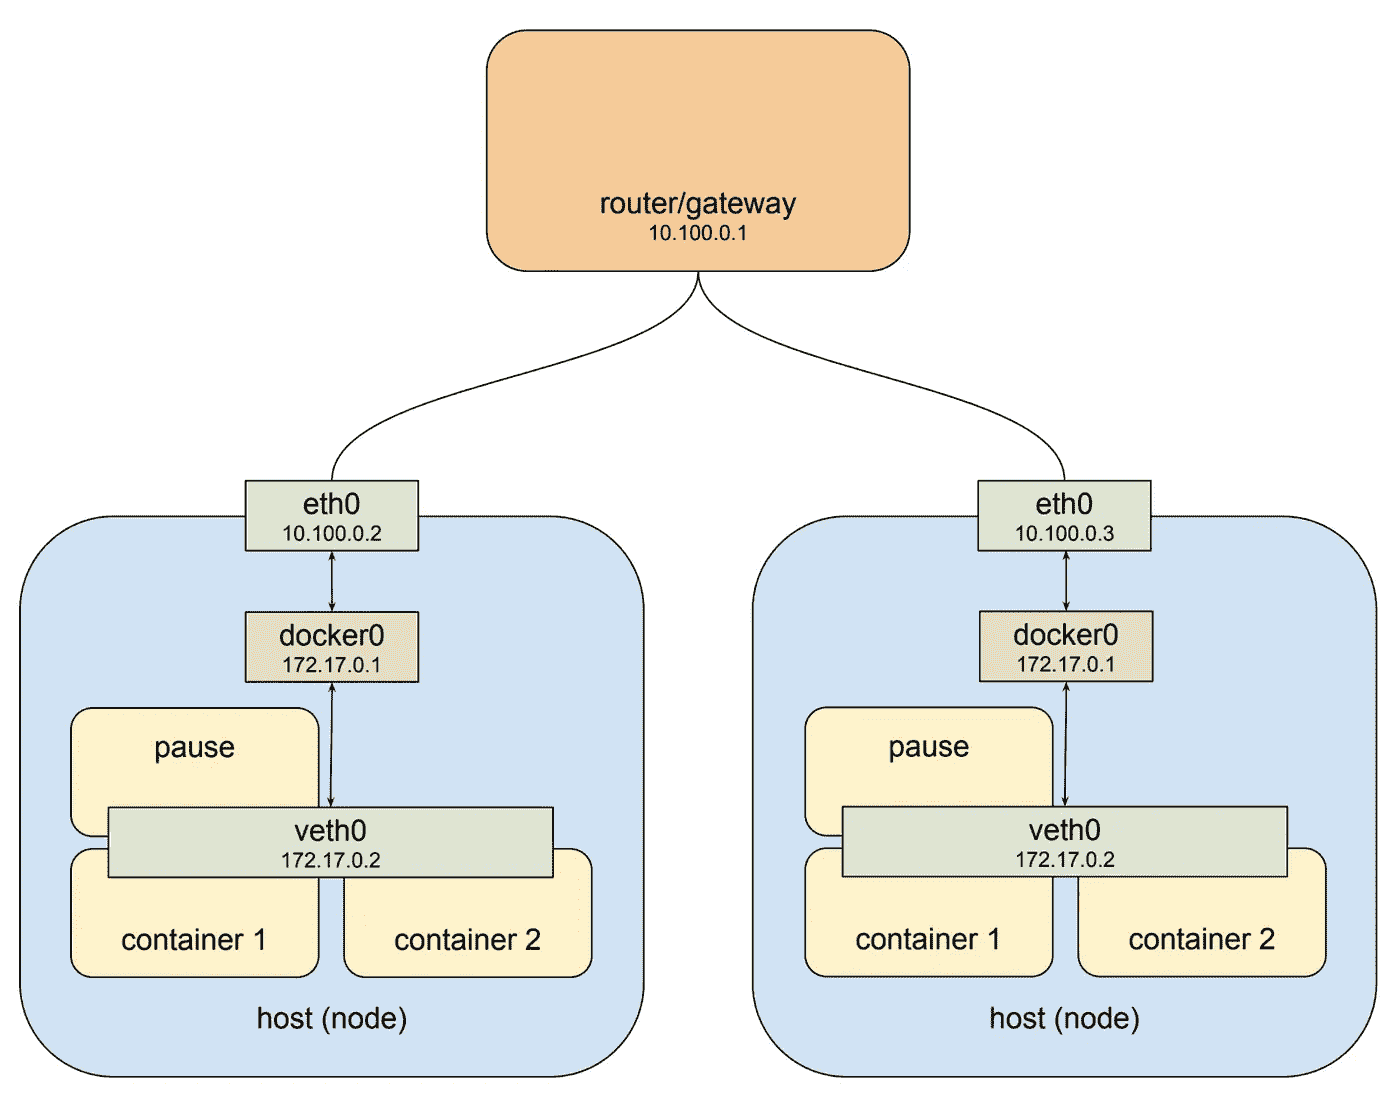 router/gateway
10.100.0.1
eth0
10.100.0.2
docker0
172.17.0.1
pause
veth0
172.17.0.2
container 1
container 2
host (node)
eth0
10.100.0.3
docker0
172.17.0.1
pause
veth0
172.17.0.2
container 1
container 2
host (node)